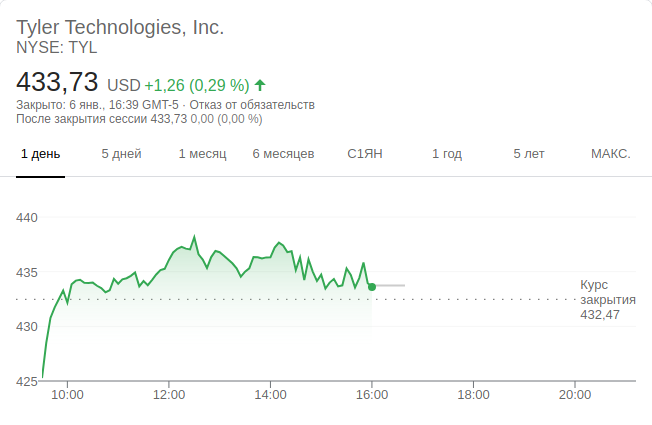 Tyler Technologies, Inc.
NYSE: TYL
433,73 USD +1,26 (0,29 %)
Закрыто: 6 янв., 16:39 GMT-5 · Отказ от обязательств
После закрытия сессии 433,73 0,00 (0,00 %)
1 день 5 дней 1 месяц 6 месяцев С1ЯН 1 год 5 лет МАКС.
440
435
Курс
закрытия
432,47
430
425
10:00 12:00 14:00 16:00 18:00 20:00